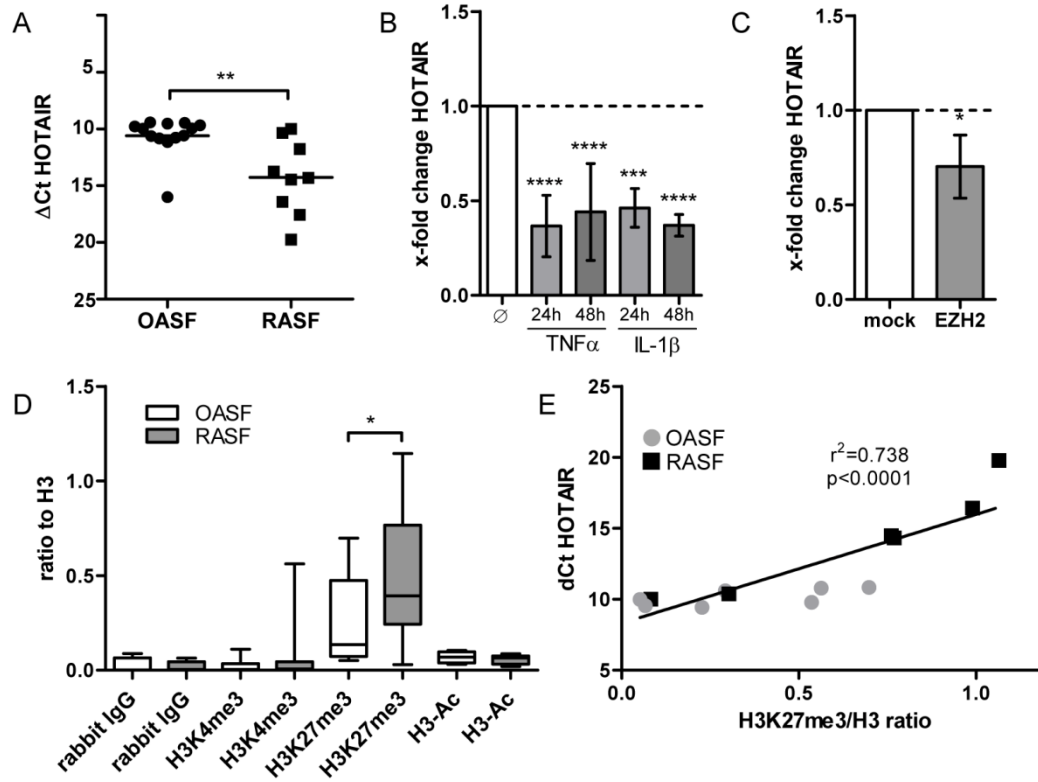 A
ΔCt HOTAIR
5
10
15
20
25
**
OASF
RASF
B
x-fold change HOTAIR
1.5
1.0
0.5
0.0
****
****
***
****
∅
24h
48h
24h
48h
TNFα
IL-1β
C
x-fold change HOTAIR
1.5
1.0
0.5
0.0
*
mock
EZH2
D
ratio to H3
1.5
1.0
0.5
0.0
OASF
RASF
*
rabbit IgG
rabbit IgG
H3K4me3
H3K4me3
H3K27me3
H3K27me3
H3-Ac
H3-Ac
E
dCt HOTAIR
25
20
15
10
5
OASF
RASF
r²=0.738
p<0.0001
0.0
0.5
1.0
H3K27me3/H3 ratio